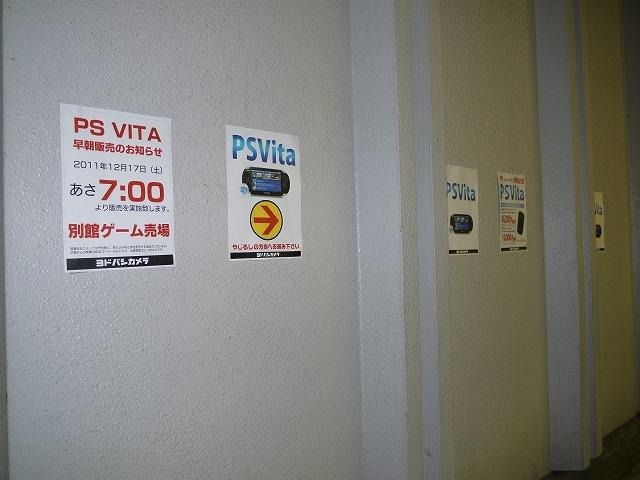 PS VITA
早朝販売のお知らせ
2011年12月17日（土）
あさ7:00
より販売を実施致します。
別館ゲーム売場
ヨドバシカメラ
PSVita
やじるしの方向へお進み下さい
ヨドバシカメラ
PSVita
PSVita